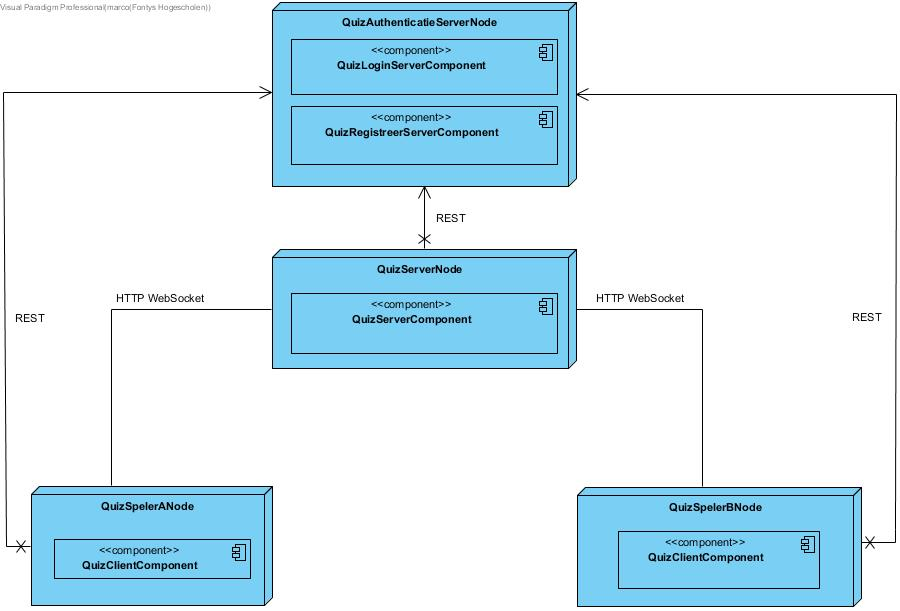 Visual Paradigm Professional(marco(Fontys Hogescholen))
QuizAuthenticatieServerNode
<<component>>
QuizLoginServerComponent
<<component>>
QuizRegistreerServerComponent
REST
QuizServerNode
<<component>>
QuizServerComponent
HTTP WebSocket
HTTP WebSocket
REST
REST
QuizSpelerANode
<<component>>
QuizClientComponent
QuizSpelerBNode
<<component>>
QuizClientComponent